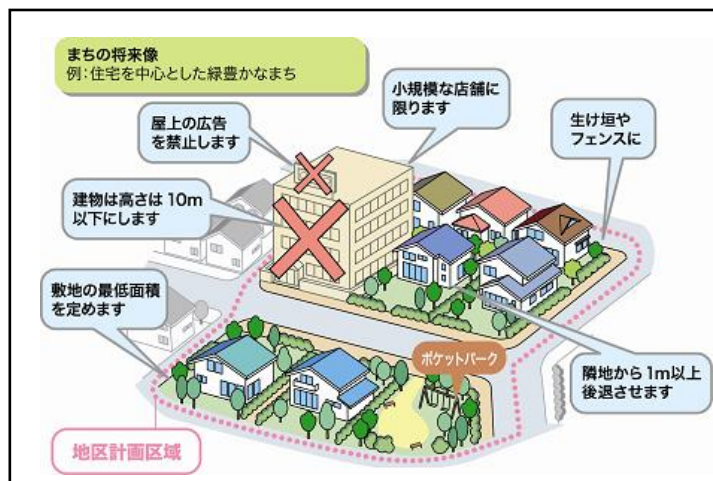 まちの将来像
例：住宅を中心とした緑豊かなまち
屋上の広告
を禁止します
小規模な店舗に
限ります
生け垣や
フェンスに
建物は高さは10m
以下にします
敷地の最低面積
を定めます
ポケットパーク
隣地から1m以上
後退させます
地区計画区域